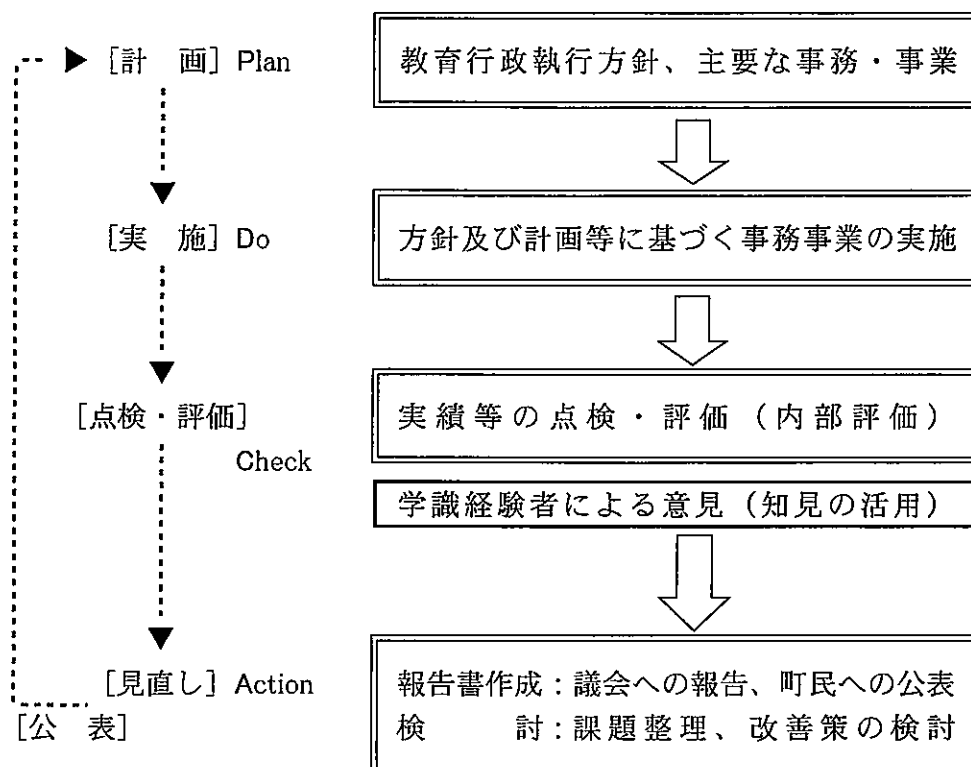 [計　画] Plan
教育行政執行方針、主要な事務・事業
[実　施] Do
方針及び計画等に基づく事務事業の実施
[点検・評価]
Check
実績等の点検・評価（内部評価）
学識経験者による意見（知見の活用）
[見直し] Action
[公　表]
報告書作成：議会への報告、町民への公表
検　　討：課題整理、改善策の検討